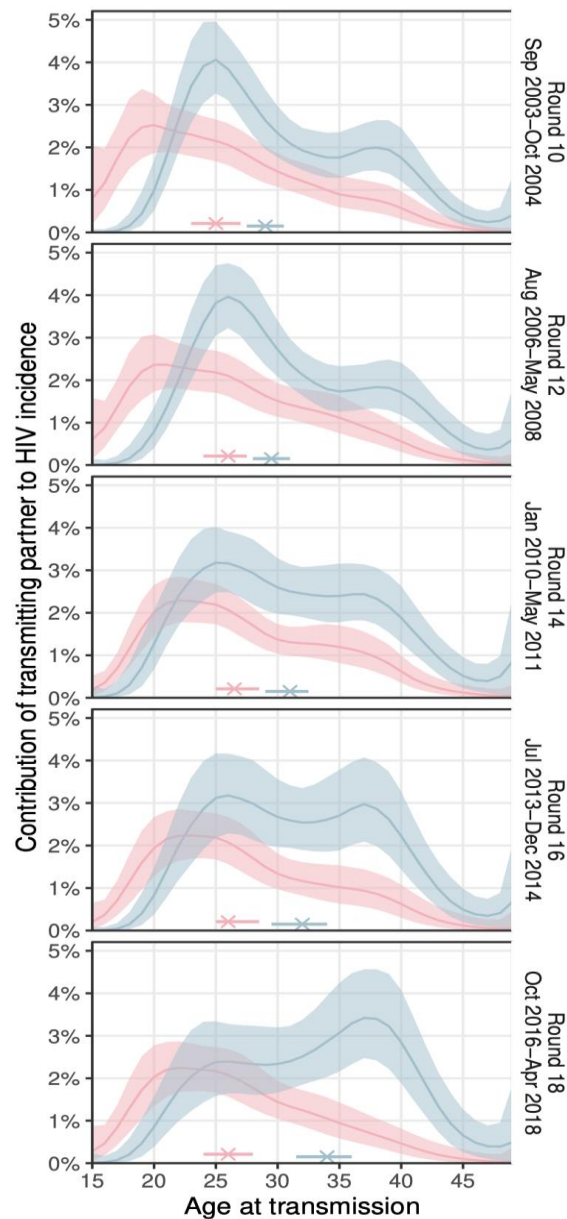 Contribution of transmitting partner to HIV incidence
5%
4%
3%
2%
1%
0%
Round 10
Sep 2003–Oct 2004
5%
4%
3%
2%
1%
0%
Round 12
Aug 2006–May 2008
5%
4%
3%
2%
1%
0%
Round 14
Jan 2010–May 2011
5%
4%
3%
2%
1%
0%
Round 16
Jul 2013–Dec 2014
5%
4%
3%
2%
1%
0%
Round 18
Oct 2016–Apr 2018
15 20 25 30 35 40 45
Age at transmission